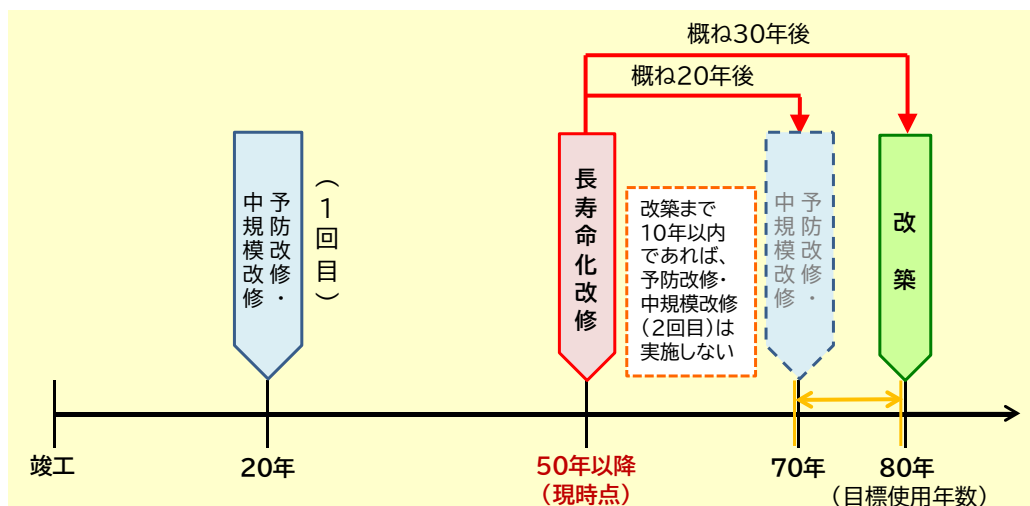 概ね30年後
概ね20年後
予防改修・
中規模改修
（1回目）
長寿命化改修
改築まで
10年以内
であれば、
予防改修・
中規模改修
（2回目）は
実施しない
予防改修・
中規模改修
改築
竣工
20年
50年以降
（現時点）
70年
80年
（目標使用年数）